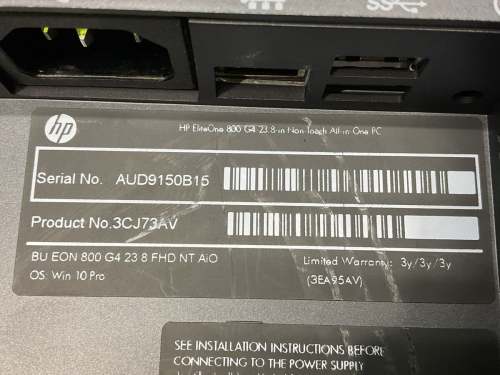 SS
hp
HP EliteOne 800 G4 23.8-in Non-Touch All-in-One PC
Serial No. AUD9150B15
Product No.3CJ73AV
BU EON 800 G4 23 8 FHD NT AiO
Limited Warranty: 3y/3y/3y
OS: Win 10 Pro
(3EA95AV)
SEE INSTALLATION INSTRUCTIONS BEFORE
CONNECTING TO THE POWER SUPPLY